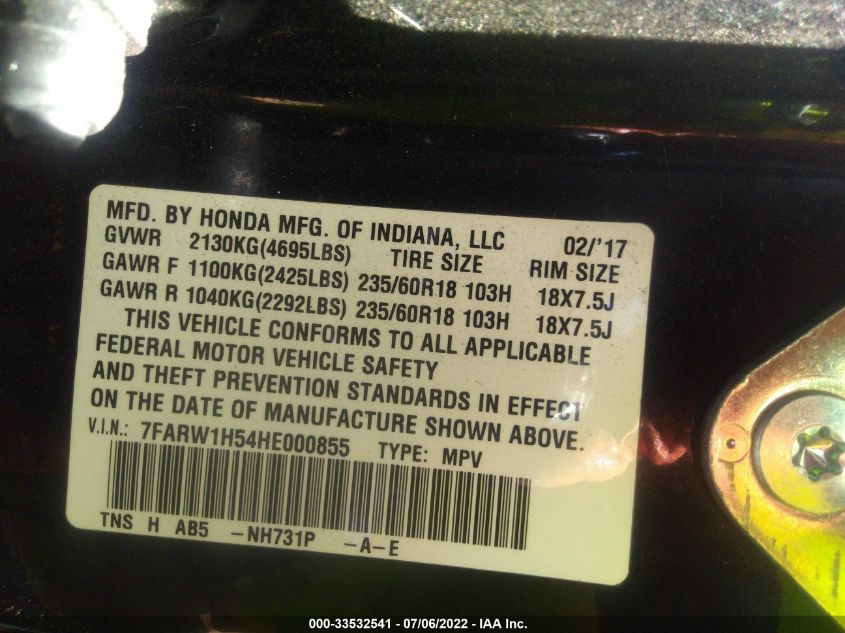 MFD. BY HONDA MFG. OF INDIANA, LLC 02/'17
GVWR 2130KG(4695LBS) TIRE SIZE RIM SIZE
GAWR F 1100KG(2425LBS) 235/60R18 103H 18X7.5J
GAWR R 1040KG(2292LBS) 235/60R18 103H 18X7.5J
THIS VEHICLE CONFORMS TO ALL APPLICABLE
FEDERAL MOTOR VEHICLE SAFETY
AND THEFT PREVENTION STANDARDS IN EFFECT
ON THE DATE OF MANUFACTURE SHOWN ABOVE.
V.I.N.: 7FARW1H54HE000855 TYPE: MPV
TNS H AB5 -NH731P -A-E
000-33532541 - 07/06/2022 - IAA Inc.